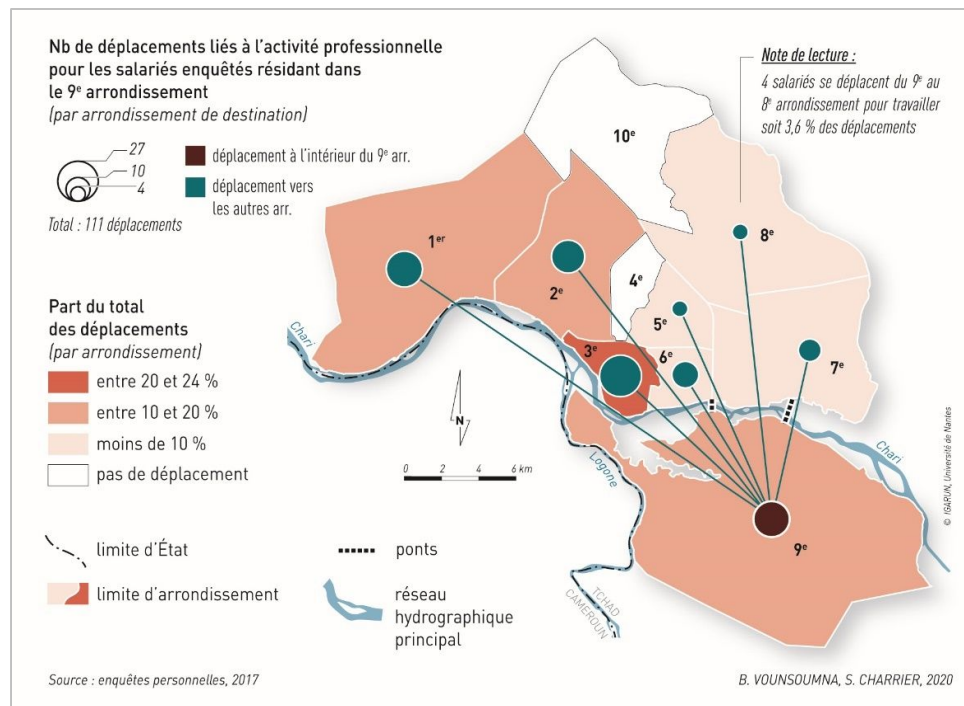 Nb de déplacements liés à l'activité professionnelle
pour les salariés enquêtés résidant dans
le 9e arrondissement
(par arrondissement de destination)
27
10
4
Total : 111 déplacements
déplacement à l'intérieur du 9e arr.
déplacement vers
les autres arr.
Note de lecture :
4 salariés se déplacent du 9e au
8e arrondissement pour travailler
soit 3,6 % des déplacements
10e
1er
2e
4e
8e
5e
3e
6e
7e
9e
Chari
Chari
Logone
N
0 2 4 6 km
TCHAD
CAMEROUN
Part du total
des déplacements
(par arrondissement)
entre 20 et 24 %
entre 10 et 20 %
moins de 10 %
pas de déplacement
limite d'État
limite d'arrondissement
ponts
réseau
hydrographique
principal
© IGARUN, Université de Nantes
Source : enquêtes personnelles, 2017
B. VOUNSOUMNA, S. CHARRIER, 2020